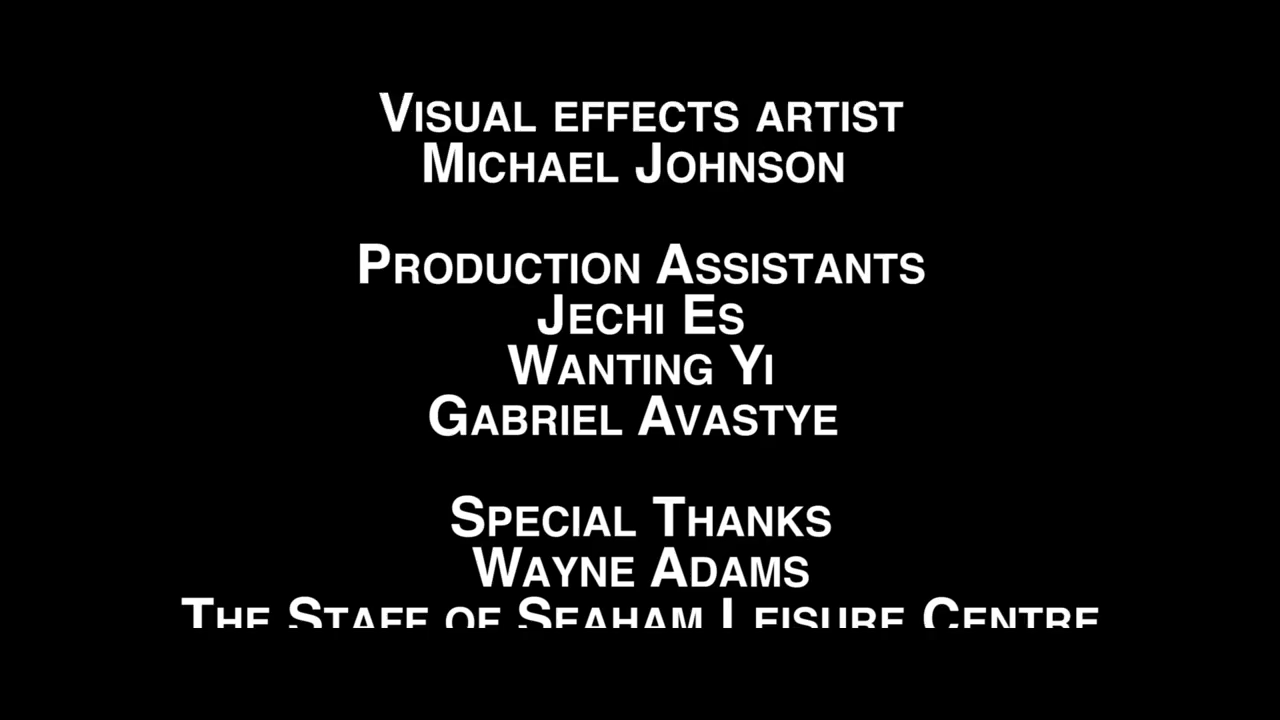 Visual effects artist
Michael Johnson
Production Assistants
Jechi Es
Wanting Yi
Gabriel Avastye
Special Thanks
Wayne Adams
The Staff of Seaham Leisure Centre